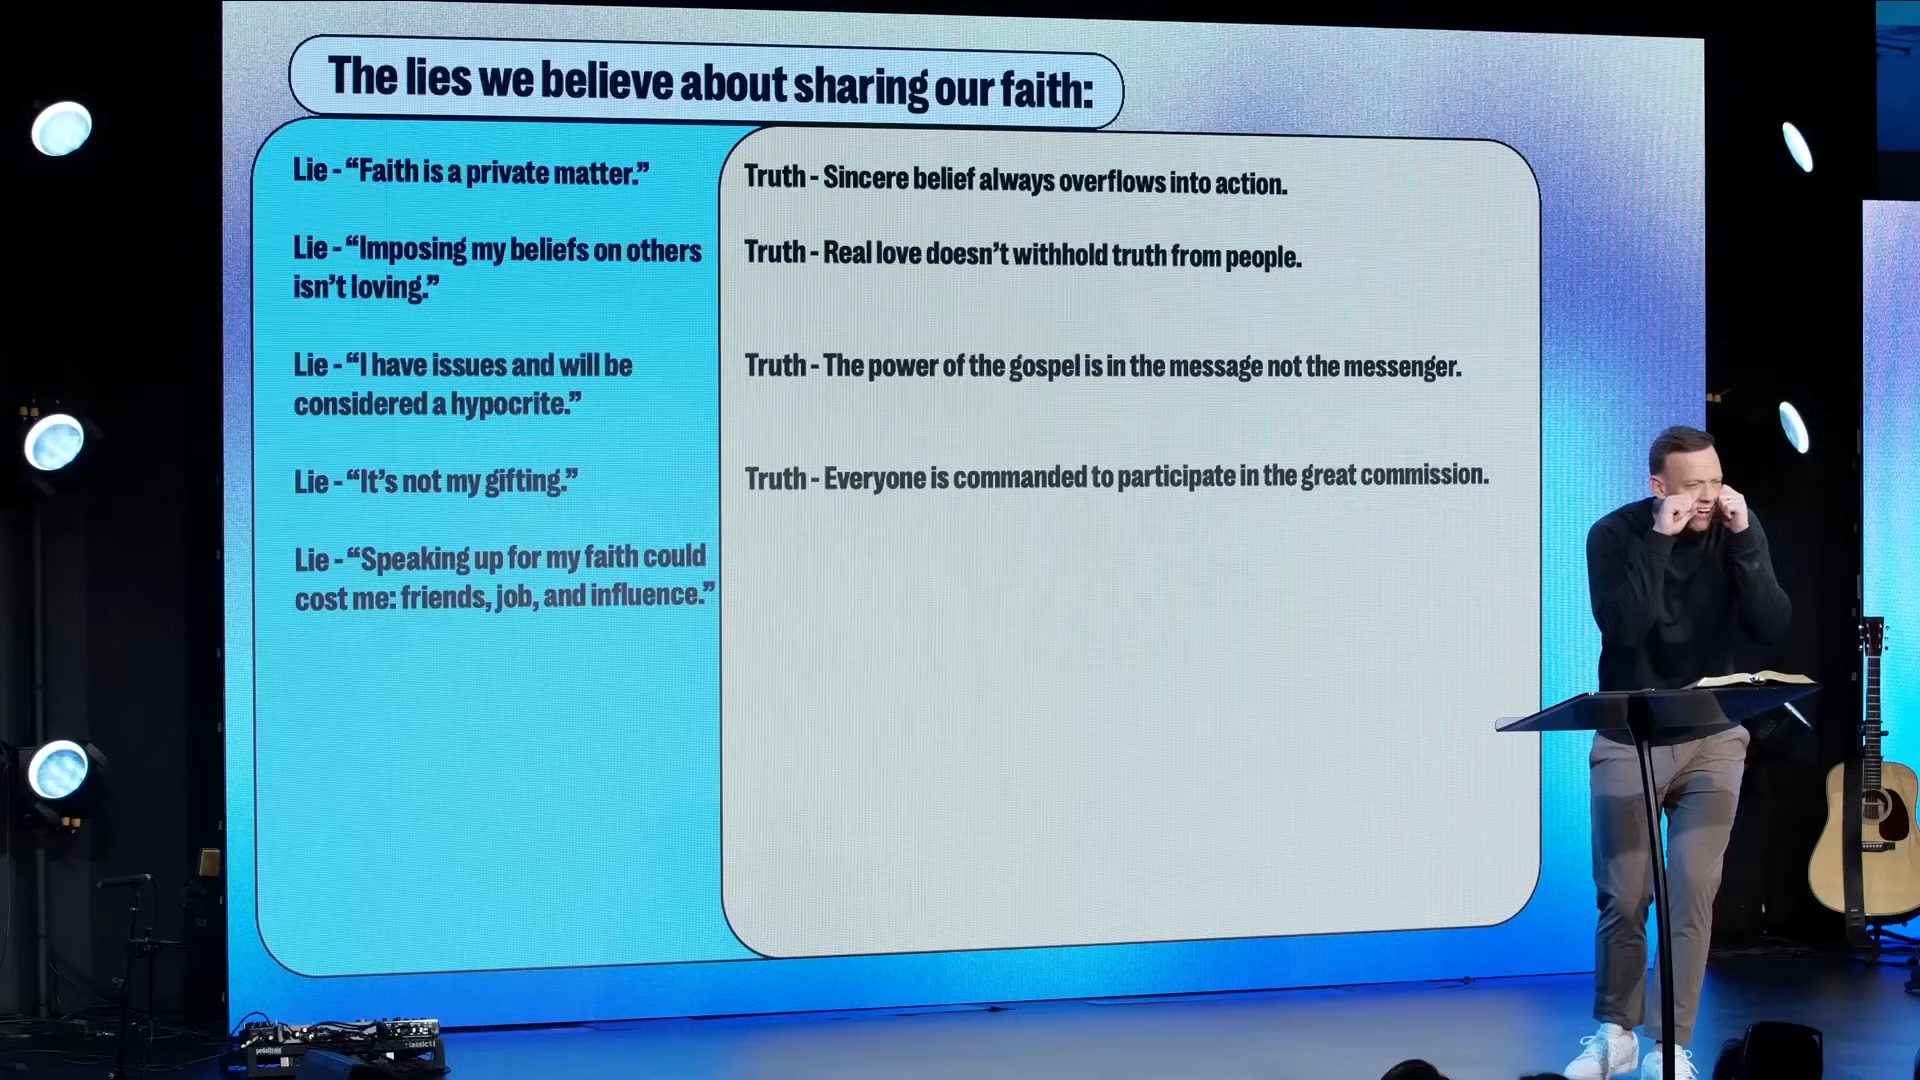 The lies we believe about sharing our faith:
Lie - “Faith is a private matter.”
Truth - Sincere belief always overflows into action.
Lie - “Imposing my beliefs on others
isn’t loving.”
Truth - Real love doesn’t withhold truth from people.
Lie - “I have issues and will be
considered a hypocrite.”
Truth - The power of the gospel is in the message not the messenger.
Lie - “It’s not my gifting.”
Truth - Everyone is commanded to participate in the great commission.
Lie - “Speaking up for my faith could
cost me: friends, job, and influence.”
pedaltrain